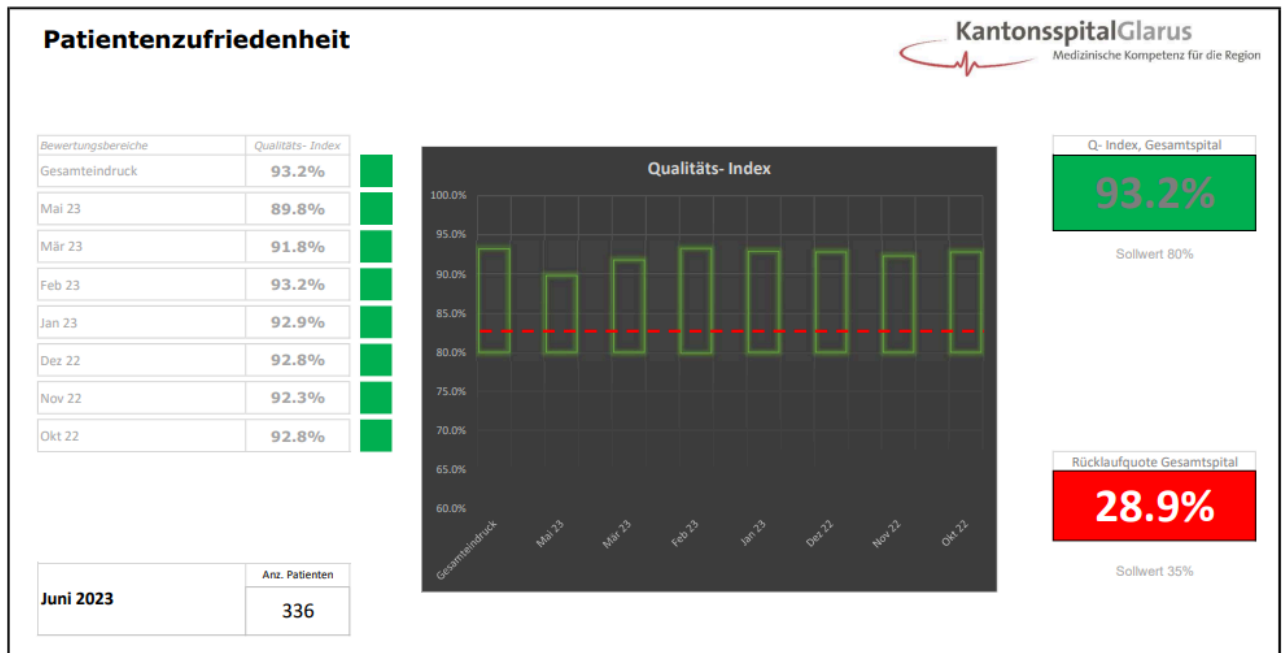 Patientenzufriedenheit
KantonsspitalGlarus
Medizinische Kompetenz für die Region
Bewertungsbereiche Qualitäts- Index
Gesamteindruck 93.2%
Mai 23 89.8%
Mär 23 91.8%
Feb 23 93.2%
Jan 23 92.9%
Dez 22 92.8%
Nov 22 92.3%
Okt 22 92.8%
Anz. Patienten
Juni 2023 336
Qualitäts- Index
100.0%
95.0%
90.0%
85.0%
80.0%
75.0%
70.0%
65.0%
60.0%
Gesamteindruck Mai 23 Mär 23 Feb 23 Jan 23 Dez 22 Nov 22 Okt 22
Q- Index, Gesamtspital
93.2%
Sollwert 80%
Rücklaufquote Gesamtspital
28.9%
Sollwert 35%